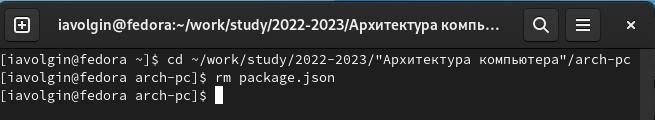 iavolgin@fedora:~/work/study/2022-2023/Архитектура компь…
[iavolgin@fedora ~]$ cd ~/work/study/2022-2023/"Архитектура компьютера"/arch-pc
[iavolgin@fedora arch-pc]$ rm package.json
[iavolgin@fedora arch-pc]$